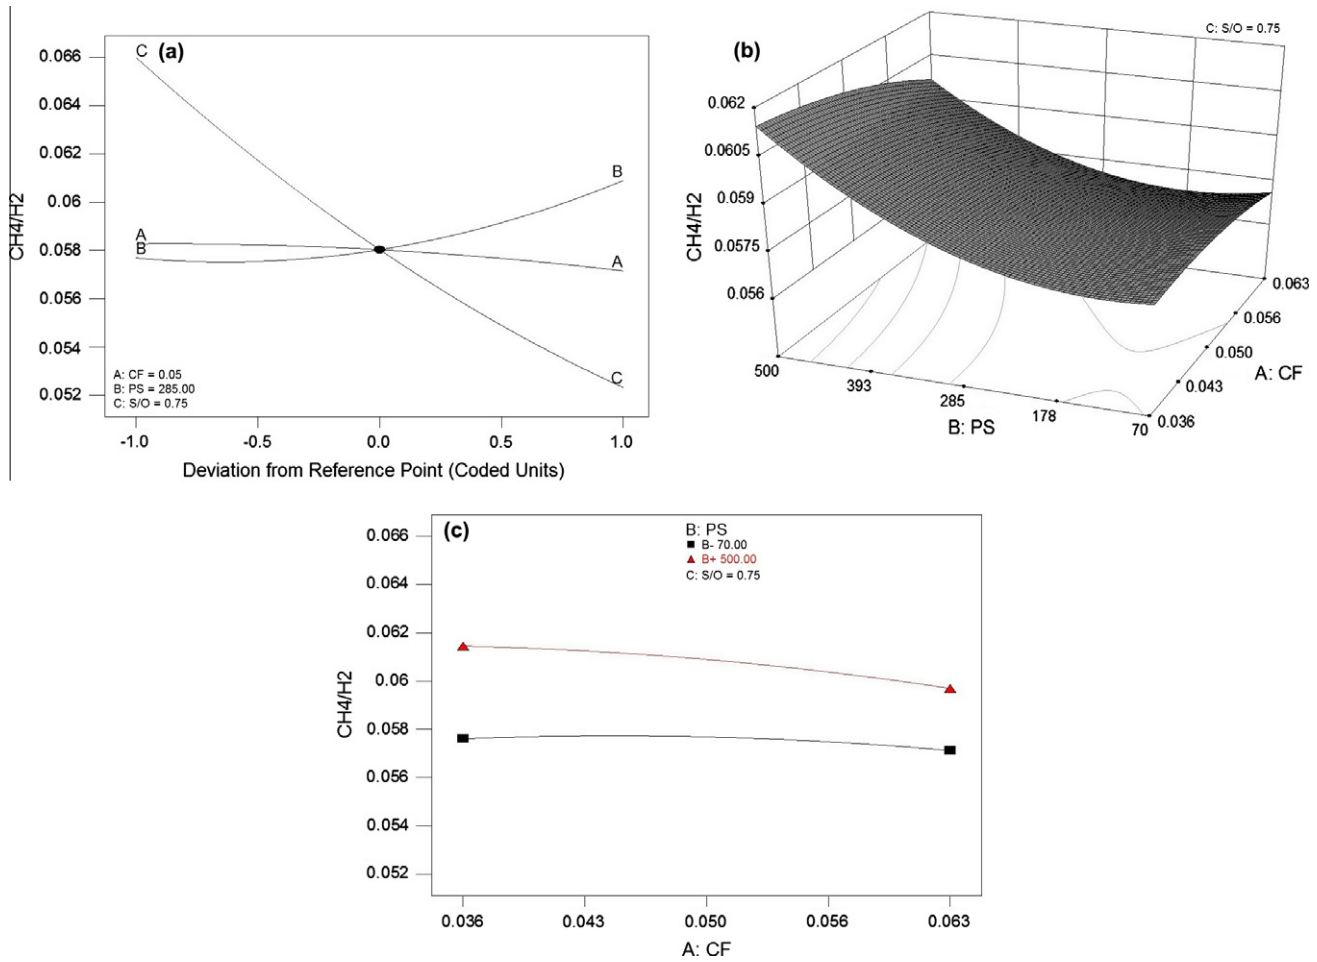 (a)
0.066
0.064
0.062
0.06
0.058
0.056
0.054
0.052
CH4/H2
C
A
B
B
A
C
A: CF = 0.05
B: PS = 285.00
C: S/O = 0.75
-1.0 -0.5 0.0 0.5 1.0
Deviation from Reference Point (Coded Units)
(b)
C: S/O = 0.75
0.062
0.0605
0.059
0.0575
0.056
CH4/H2
500
393
285
178
70
B: PS
0.063
0.056
0.050
0.043
0.036
A: CF
(c)
B: PS
B- 70.00
B+ 500.00
C: S/O = 0.75
0.066
0.064
0.062
0.06
0.058
0.056
0.054
0.052
CH4/H2
0.036 0.043 0.050 0.056 0.063
A: CF